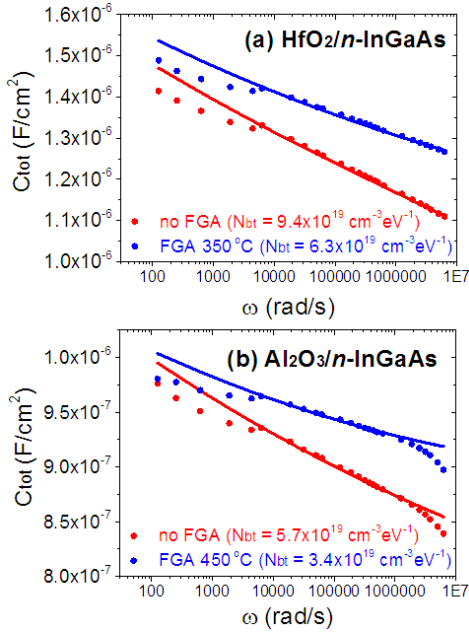 (a) HfO₂/n-InGaAs
1.6x10⁻⁶
1.5x10⁻⁶
1.4x10⁻⁶
1.3x10⁻⁶
1.2x10⁻⁶
1.1x10⁻⁶
1.0x10⁻⁶
Ctot (F/cm²)
no FGA (Nbt = 9.4x10¹⁹ cm⁻³eV⁻¹)
FGA 350 °C (Nbt = 6.3x10¹⁹ cm⁻³eV⁻¹)
100 1000 10000 100000 1000000 1E7
ω (rad/s)
(b) Al₂O₃/n-InGaAs
1.0x10⁻⁶
9.5x10⁻⁷
9.0x10⁻⁷
8.5x10⁻⁷
8.0x10⁻⁷
Ctot (F/cm²)
no FGA (Nbt = 5.7x10¹⁹ cm⁻³eV⁻¹)
FGA 450 °C (Nbt = 3.4x10¹⁹ cm⁻³eV⁻¹)
100 1000 10000 100000 1000000 1E7
ω (rad/s)